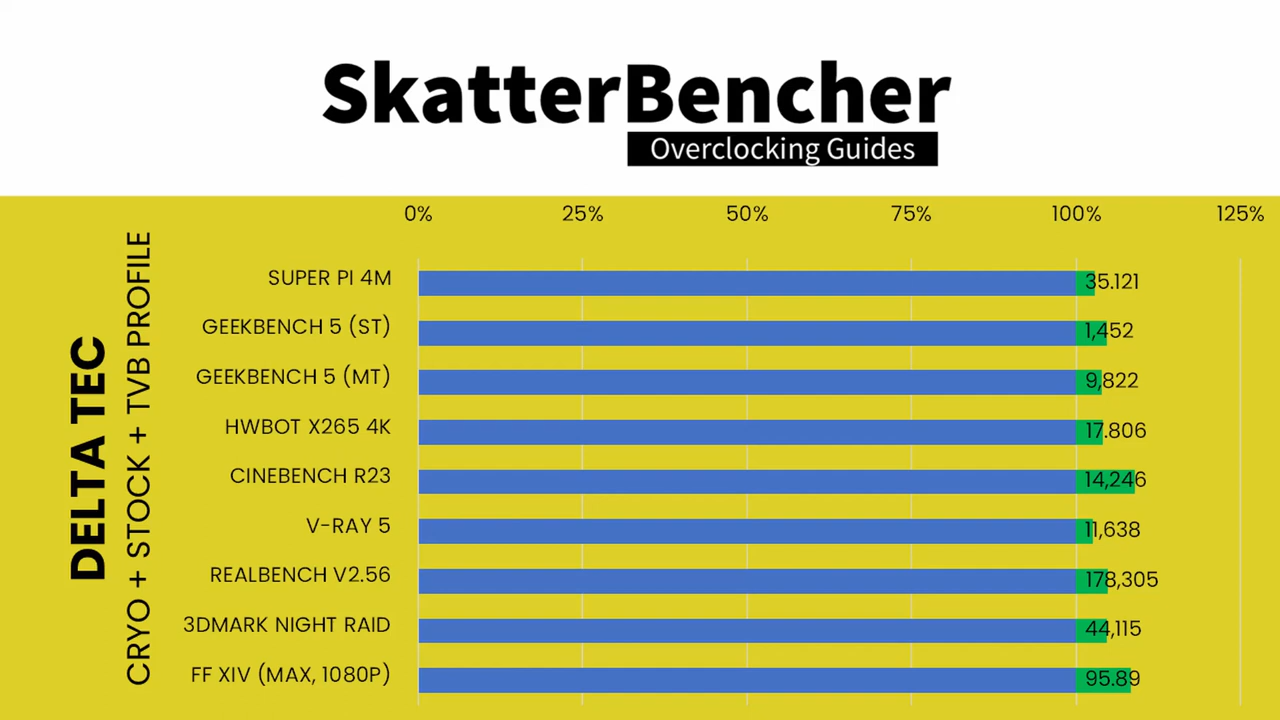 SkatterBencher
Overclocking Guides
0% 25% 50% 75% 100% 125%
DELTA TEC
CRYO + STOCK + TVB PROFILE
SUPER PI 4M 35.121
GEEKBENCH 5 (ST) 1,452
GEEKBENCH 5 (MT) 9,822
HWBOT X265 4K 17.806
CINEBENCH R23 14,246
V-RAY 5 11,638
REALBENCH V2.56 178,305
3DMARK NIGHT RAID 44,115
FF XIV (MAX, 1080P) 95.89